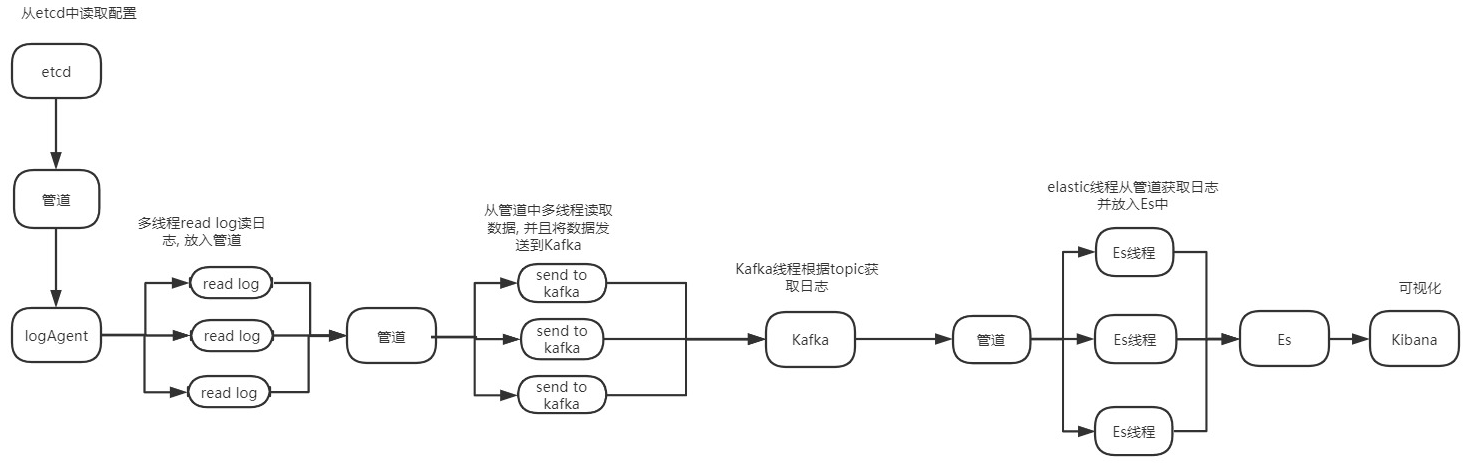 从etcd中读取配置
etcd
管道
logAgent
多线程read log读日
志, 放入管道
read log
read log
read log
管道
从管道中多线程读取
数据, 并且将数据发
送到Kafka
send to
kafka
send to
kafka
send to
kafka
Kafka线程根据topic获
取日志
Kafka
管道
elastic线程从管道获取日志
并放入Es中
Es线程
Es线程
Es线程
Es
可视化
Kibana